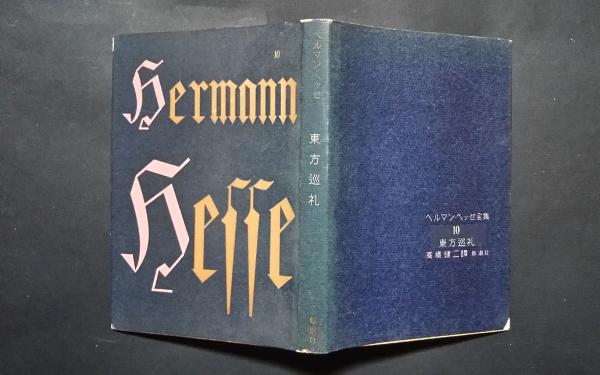 10
Hermann
Hesse
ヘルマン・ヘッセ
東方巡礼
新潮社
ヘルマン・ヘッセ全集
10
東方巡礼
高橋健二譯 新潮社